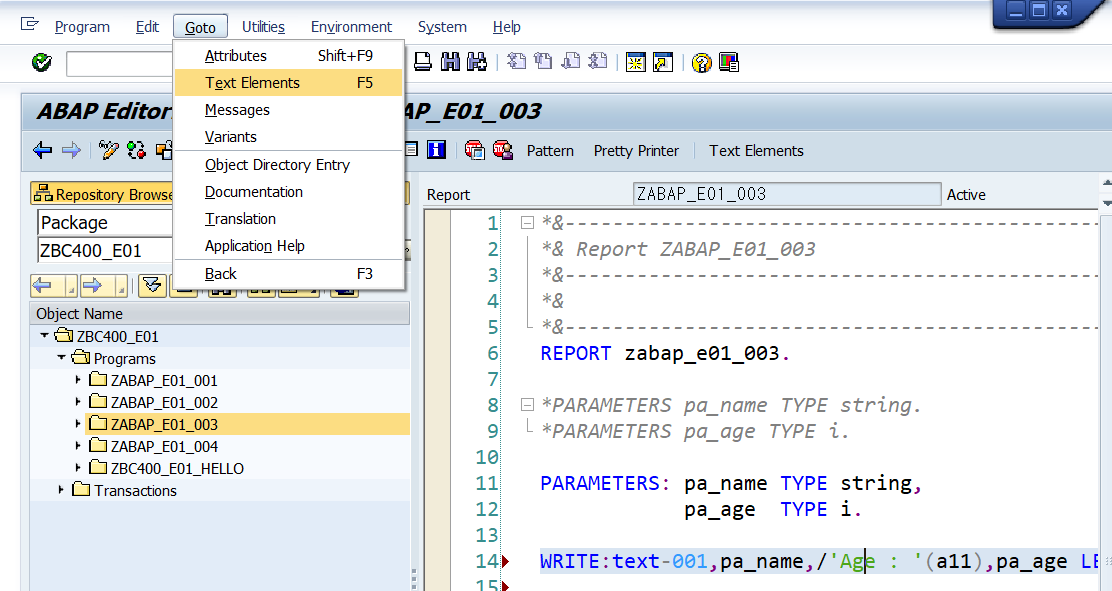 Program Edit Goto Utilities Environment System Help
Attributes Shift+F9
Text Elements F5
Messages
Variants
Object Directory Entry
Documentation
Translation
Application Help
Back F3
ABAP Editor: AP_E01_003
Pattern Pretty Printer Text Elements
Repository Browse
Package
ZBC400_E01
Object Name
ZBC400_E01
Programs
ZABAP_E01_001
ZABAP_E01_002
ZABAP_E01_003
ZABAP_E01_004
ZBC400_E01_HELLO
Transactions
Report ZABAP_E01_003 Active
1 *&---------------------------------------------
2 *& Report ZABAP_E01_003
3 *&---------------------------------------------
4 *&
5 *&---------------------------------------------
6 REPORT zabap_e01_003.
7
8 *PARAMETERS pa_name TYPE string.
9 *PARAMETERS pa_age TYPE i.
10
11 PARAMETERS: pa_name TYPE string,
12 pa_age  TYPE i.
13
14 WRITE:text-001,pa_name,/'Age : '(a11),pa_age LE
15